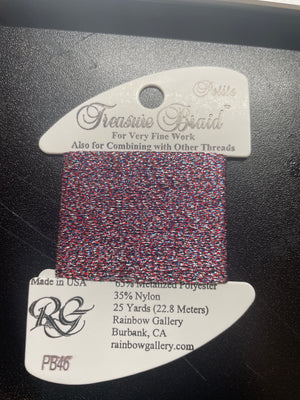 Petite
Treasure Braid™
For Very Fine Work
Also for Combining with Other Threads
Made in USA
65% Metalized Polyester
35% Nylon
25 Yards (22.8 Meters)
RG
Rainbow Gallery
Burbank, CA
PB46
rainbowgallery.com